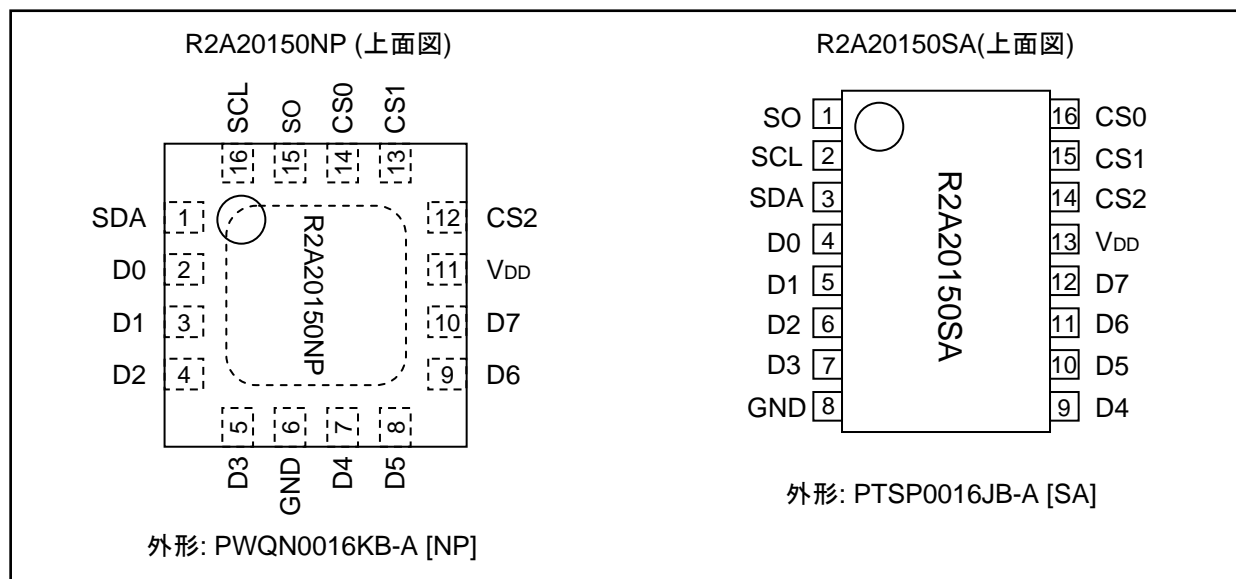 R2A20150NP (上面図)
SCL
SO
CS0
CS1
16
15
14
13
SDA 1
D0 2
D1 3
D2 4
R2A20150NP
12 CS2
11 VDD
10 D7
9 D6
5
6
7
8
D3
GND
D4
D5
外形: PWQN0016KB-A [NP]
R2A20150SA(上面図)
SO 1
SCL 2
SDA 3
D0 4
D1 5
D2 6
D3 7
GND 8
R2A20150SA
16 CS0
15 CS1
14 CS2
13 VDD
12 D7
11 D6
10 D5
9 D4
外形: PTSP0016JB-A [SA]